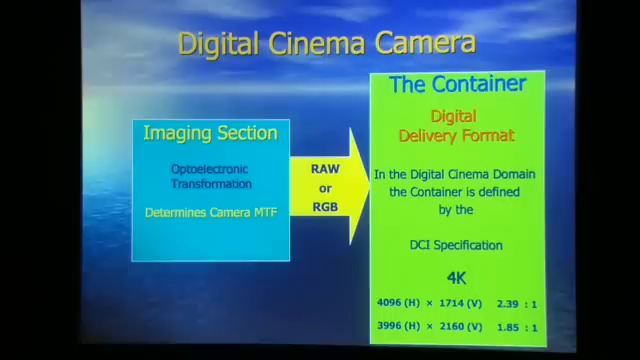 Digital Cinema Camera
Imaging Section
Optoelectronic
Transformation
Determines Camera MTF
RAW
or
RGB
The Container
Digital
Delivery Format
In the Digital Cinema Domain
the Container is defined
by the
DCI Specification
4K
4096 (H) × 1714 (V) 2.39 : 1
3996 (H) × 2160 (V) 1.85 : 1